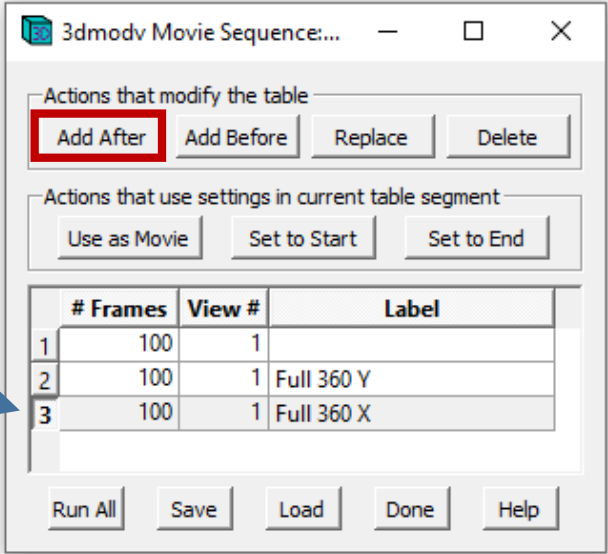 3dmodv Movie Sequence:...
Actions that modify the table
Add After Add Before Replace Delete
Actions that use settings in current table segment
Use as Movie Set to Start Set to End
# Frames View # Label
1 100 1
2 100 1 Full 360 Y
3 100 1 Full 360 X
Run All Save Load Done Help